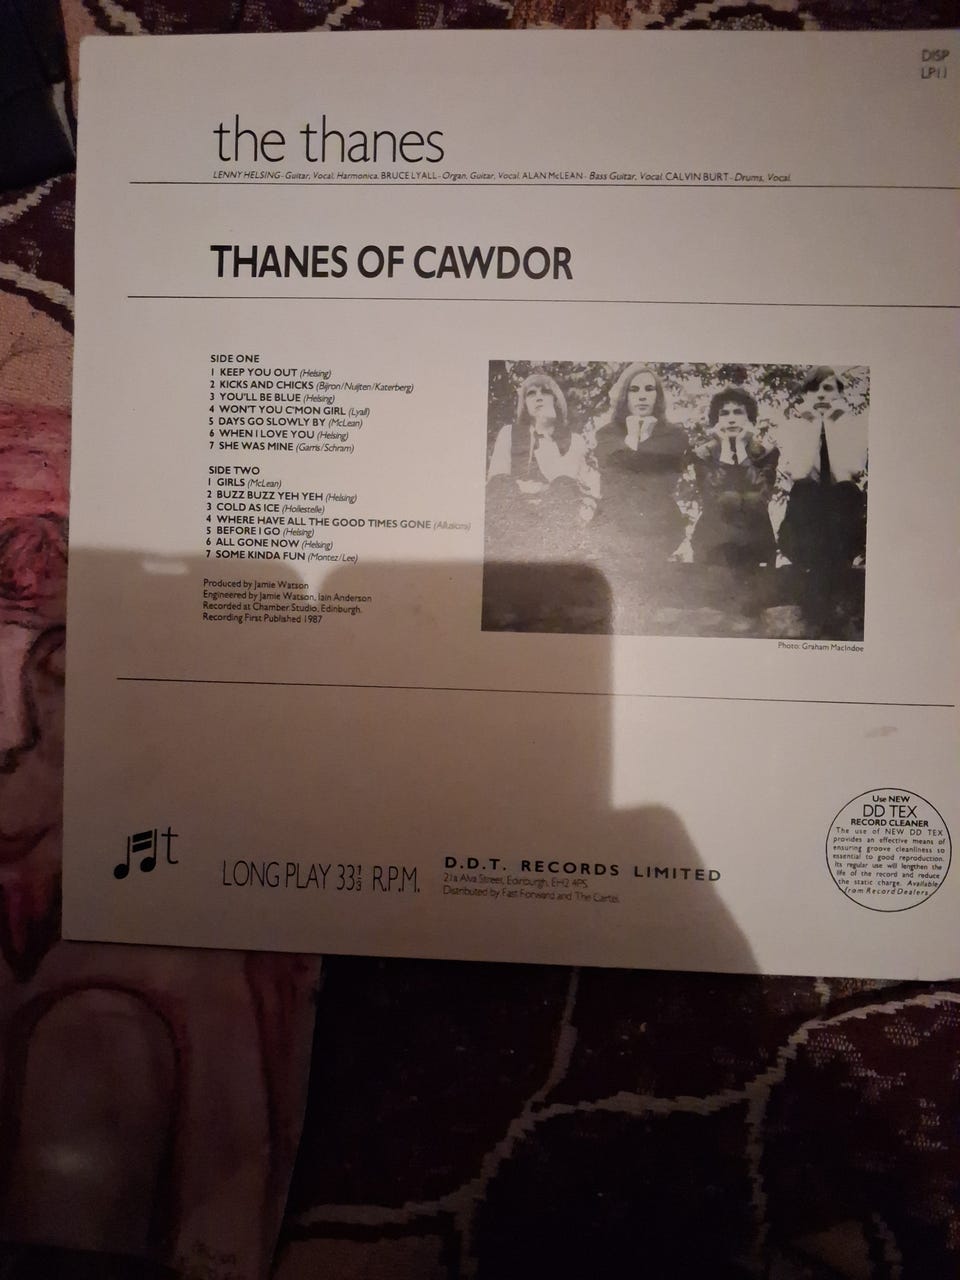 DISP
LP11
the thanes
LENNY HELSING - Guitar, Vocal, Harmonica. BRUCE LYALL - Organ, Guitar, Vocal. ALAN McLEAN - Bass Guitar, Vocal. CALVIN BURT - Drums, Vocal.
THANES OF CAWDOR
SIDE ONE
1 KEEP YOU OUT (Helsing)
2 KICKS AND CHICKS (Bijron/Nuijten/Katerberg)
3 YOU'LL BE BLUE (Helsing)
4 WON'T YOU C'MON GIRL (Lyall)
5 DAYS GO SLOWLY BY (McLean)
6 WHEN I LOVE YOU (Helsing)
7 SHE WAS MINE (Garris/Schram)
SIDE TWO
1 GIRLS (McLean)
2 BUZZ BUZZ YEH YEH (Helsing)
3 COLD AS ICE (Hollestelle)
4 WHERE HAVE ALL THE GOOD TIMES GONE (Allusions)
5 BEFORE I GO (Helsing)
6 ALL GONE NOW (Helsing)
7 SOME KINDA FUN (Montez/Lee)
Produced by Jamie Watson
Engineered by Jamie Watson, Iain Anderson
Recorded at Chamber Studio, Edinburgh.
Recording First Published 1987
Photo: Graham MacIndoe
t
LONG PLAY 33⅓ R.P.M.
D.D.T. RECORDS LIMITED
21a Alva Street, Edinburgh, EH2 4PS
Distributed by Fast Forward and The Cartel
Use NEW
DD TEX
RECORD CLEANER
The use of NEW DD TEX
provides an effective means of
ensuring groove cleanliness so
essential to good reproduction.
Its regular use will lengthen the
life of the record and reduce
the static charge. Available
from Record Dealers.